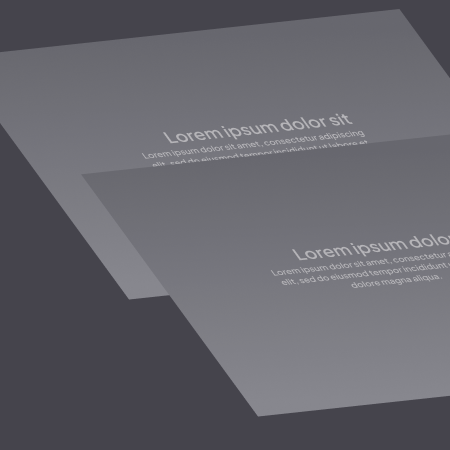 Lorem ipsum dolor sit
Lorem ipsum dolor sit amet, consectetur adipiscing
elit, sed do eiusmod tempor incididunt ut labore et
Lorem ipsum dolor
Lorem ipsum dolor sit amet, consectetur
elit, sed do eiusmod tempor incididunt
dolore magna aliqua.